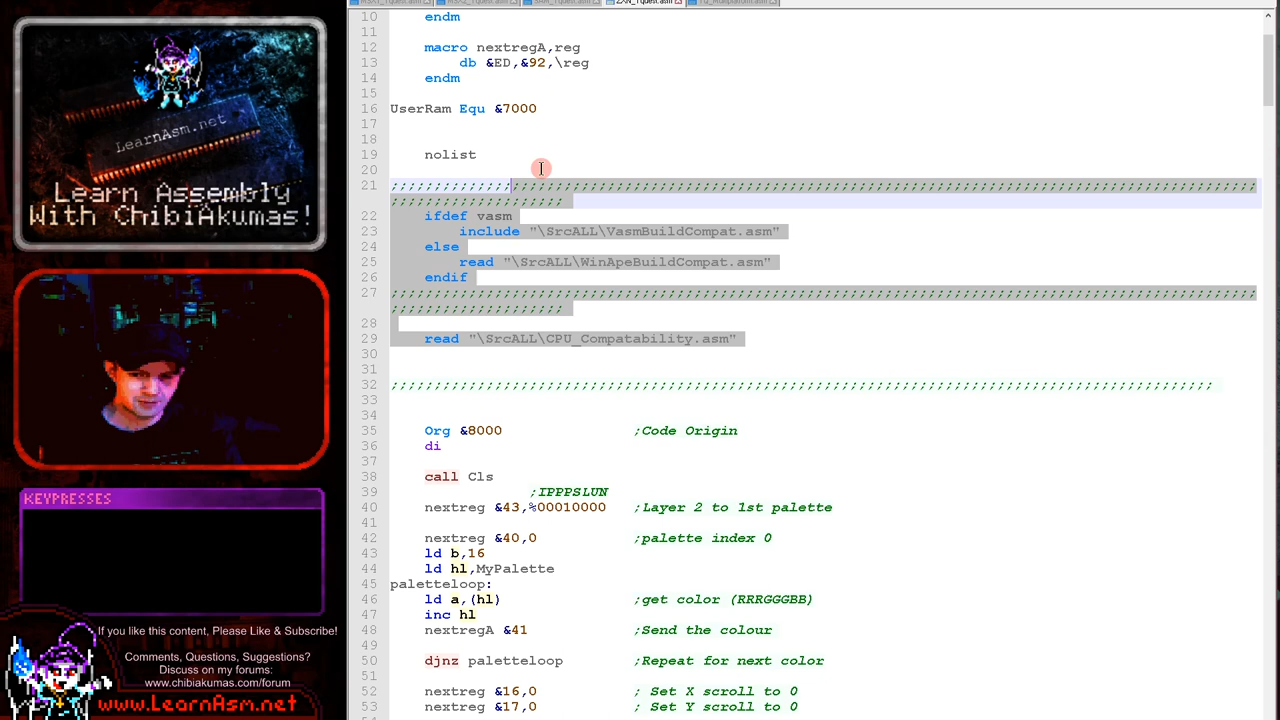 LearnAsm.net
Learn Assembly
With ChibiAkumas!
KEYPRESSES
If you like this content, Please Like & Subscribe!
Comments, Questions, Suggestions?
Discuss on my forums:
www.chibiakumas.com/forum
www.LearnAsm.net
10 endm
11
12 macro nextregA,reg
13 db &ED,&92,\reg
14 endm
15
16 UserRam Equ &7000
17
18
19 nolist
20
21 ;;;;;;;;;;;;;;;;;;;;;;;;;;;;;;;;;;;;;;;;;;;;;;;;;;;;;;;;;;;;;;;;;;;;;;;;;;;;;;;;;;;;;;;;;;;;;;;;;;;;
;;;;;;;;;;;;;;;;;;;;
22 ifdef vasm
23 include "\SrcALL\VasmBuildCompat.asm"
24 else
25 read "\SrcALL\WinApeBuildCompat.asm"
26 endif
27 ;;;;;;;;;;;;;;;;;;;;;;;;;;;;;;;;;;;;;;;;;;;;;;;;;;;;;;;;;;;;;;;;;;;;;;;;;;;;;;;;;;;;;;;;;;;;;;;;;;;;
;;;;;;;;;;;;;;;;;;;;
28
29 read "\SrcALL\CPU_Compatability.asm"
30
31
32 ;;;;;;;;;;;;;;;;;;;;;;;;;;;;;;;;;;;;;;;;;;;;;;;;;;;;;;;;;;;;;;;;;;;;;;;;;;;;;;;;;;;;;;;;;;;;;;;
33
34
35 Org &8000 ;Code Origin
36 di
37
38 call Cls
39 ;IPPPSLUN
40 nextreg &43,%00010000 ;Layer 2 to 1st palette
41
42 nextreg &40,0 ;palette index 0
43 ld b,16
44 ld hl,MyPalette
45 paletteloop:
46 ld a,(hl) ;get color (RRRGGGBB)
47 inc hl
48 nextregA &41 ;Send the colour
49
50 djnz paletteloop ;Repeat for next color
51
52 nextreg &16,0 ; Set X scroll to 0
53 nextreg &17,0 ; Set Y scroll to 0